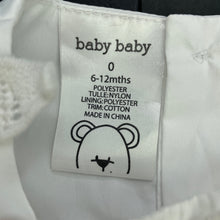 baby baby
0
6-12mths
POLYESTER
TULLE:NYLON
LINING:POLYESTER
TRIM:COTTON
MADE IN CHINA